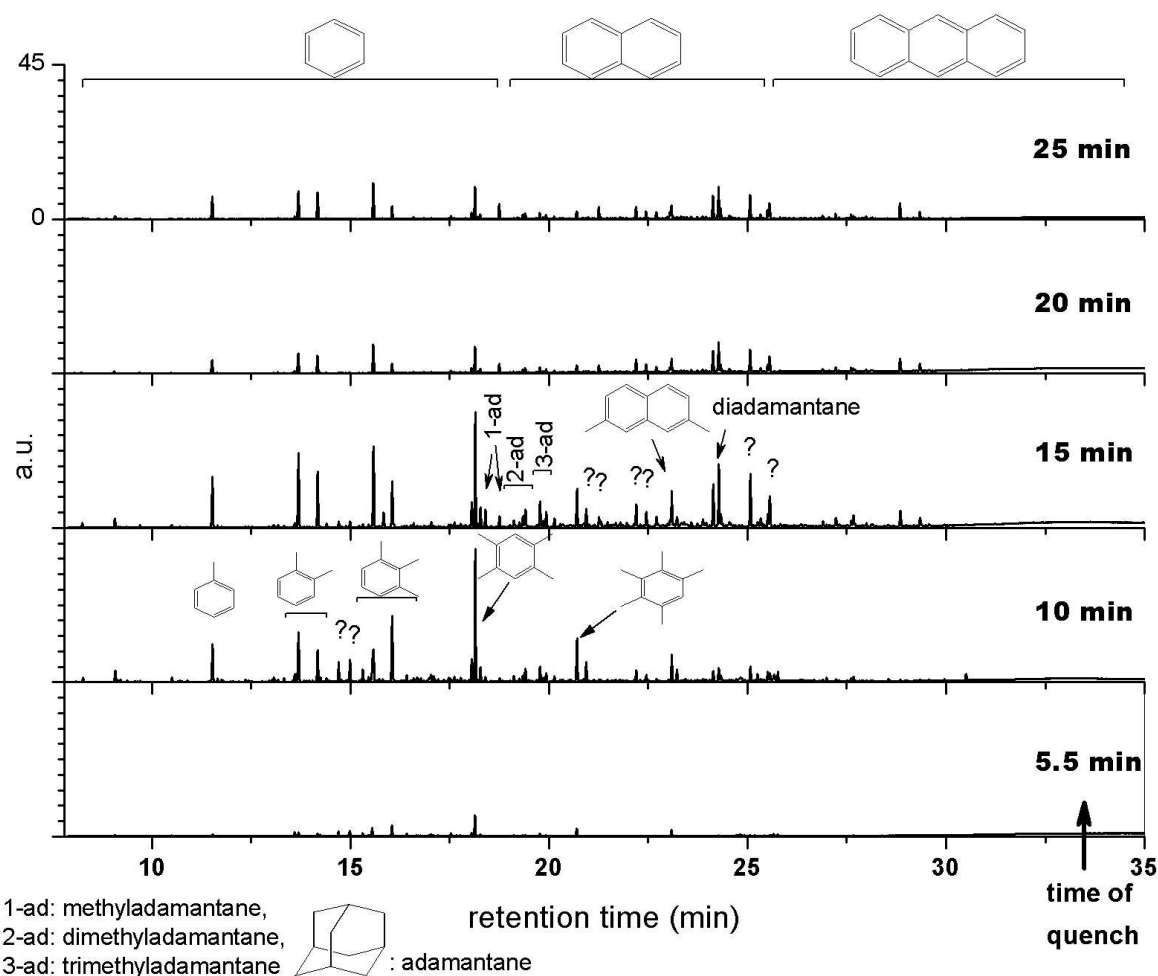 45
25 min
0
20 min
1-ad
]2-ad
]3-ad
diadamantane
15 min
??
??
?
?
a.u.
10 min
??
5.5 min
10
15
20
25
30
35
retention time (min)
time of
quench
1-ad: methyladamantane,
2-ad: dimethyladamantane,
3-ad: trimethyladamantane
: adamantane